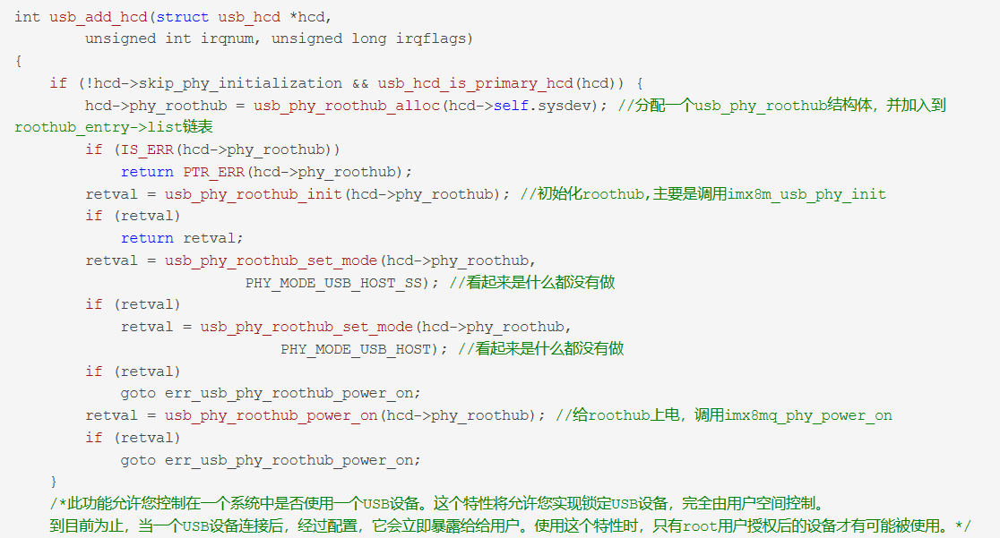 int usb_add_hcd(struct usb_hcd *hcd,
        unsigned int irqnum, unsigned long irqflags)
{
    if (!hcd->skip_phy_initialization && usb_hcd_is_primary_hcd(hcd)) {
        hcd->phy_roothub = usb_phy_roothub_alloc(hcd->self.sysdev); //分配一个usb_phy_roothub结构体，并加入到
roothub_entry->list链表
        if (IS_ERR(hcd->phy_roothub))
            return PTR_ERR(hcd->phy_roothub);
        retval = usb_phy_roothub_init(hcd->phy_roothub); //初始化roothub,主要是调用imx8m_usb_phy_init
        if (retval)
            return retval;
        retval = usb_phy_roothub_set_mode(hcd->phy_roothub,
                          PHY_MODE_USB_HOST_SS); //看起来是什么都没有做
        if (retval)
            retval = usb_phy_roothub_set_mode(hcd->phy_roothub,
                              PHY_MODE_USB_HOST); //看起来是什么都没有做
        if (retval)
            goto err_usb_phy_roothub_power_on;
        retval = usb_phy_roothub_power_on(hcd->phy_roothub); //给roothub上电，调用imx8mq_phy_power_on
        if (retval)
            goto err_usb_phy_roothub_power_on;
    }
    /*此功能允许您控制在一个系统中是否使用一个USB设备。这个特性将允许您实现锁定USB设备，完全由用户空间控制。
    到目前为止，当一个USB设备连接后，经过配置，它会立即暴露给给用户。使用这个特性时，只有root用户授权后的设备才有可能被使用。*/